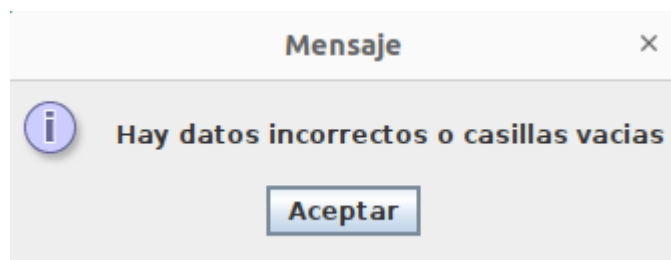 Mensaje ×
i
Hay datos incorrectos o casillas vacias
Aceptar